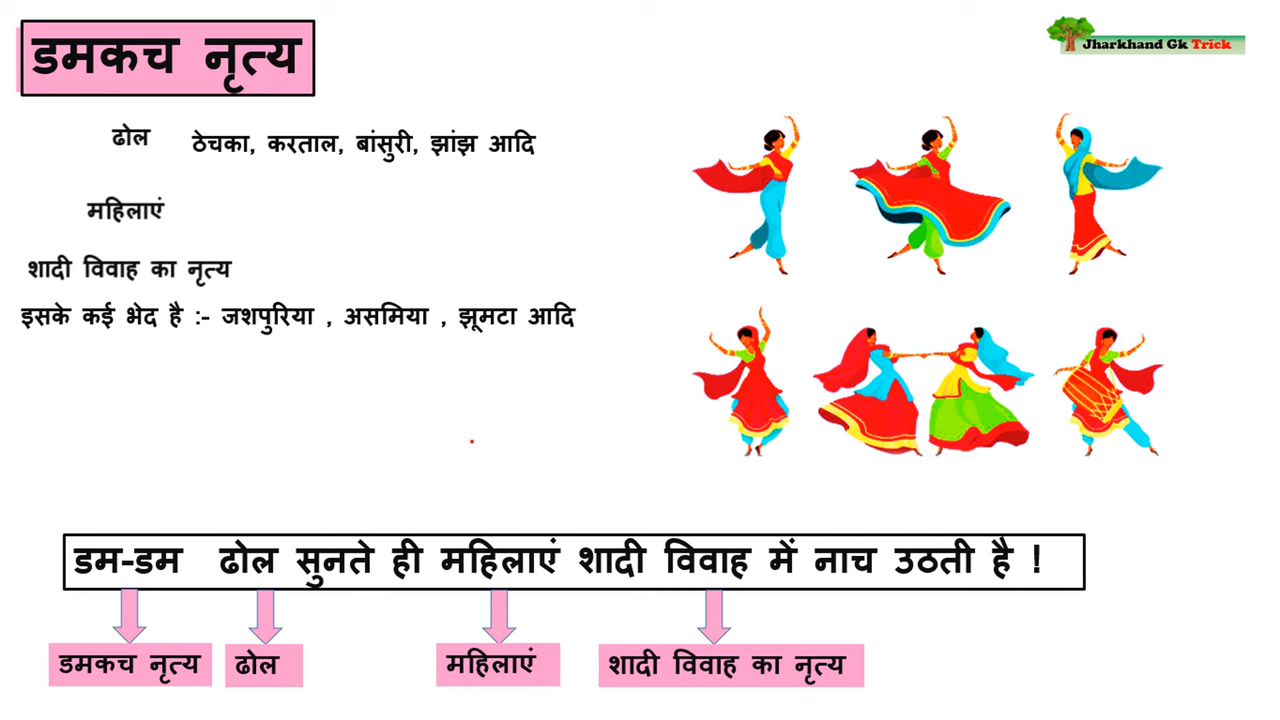 डमकच नृत्य
Jharkhand Gk Trick
ढोल ठेचका, करताल, बांसुरी, झांझ आदि
महिलाएं
शादी विवाह का नृत्य
इसके कई भेद है :- जशपुरिया , असमिया , झूमटा आदि
डम-डम ढोल सुनते ही महिलाएं शादी विवाह में नाच उठती है !
डमकच नृत्य ढोल महिलाएं शादी विवाह का नृत्य